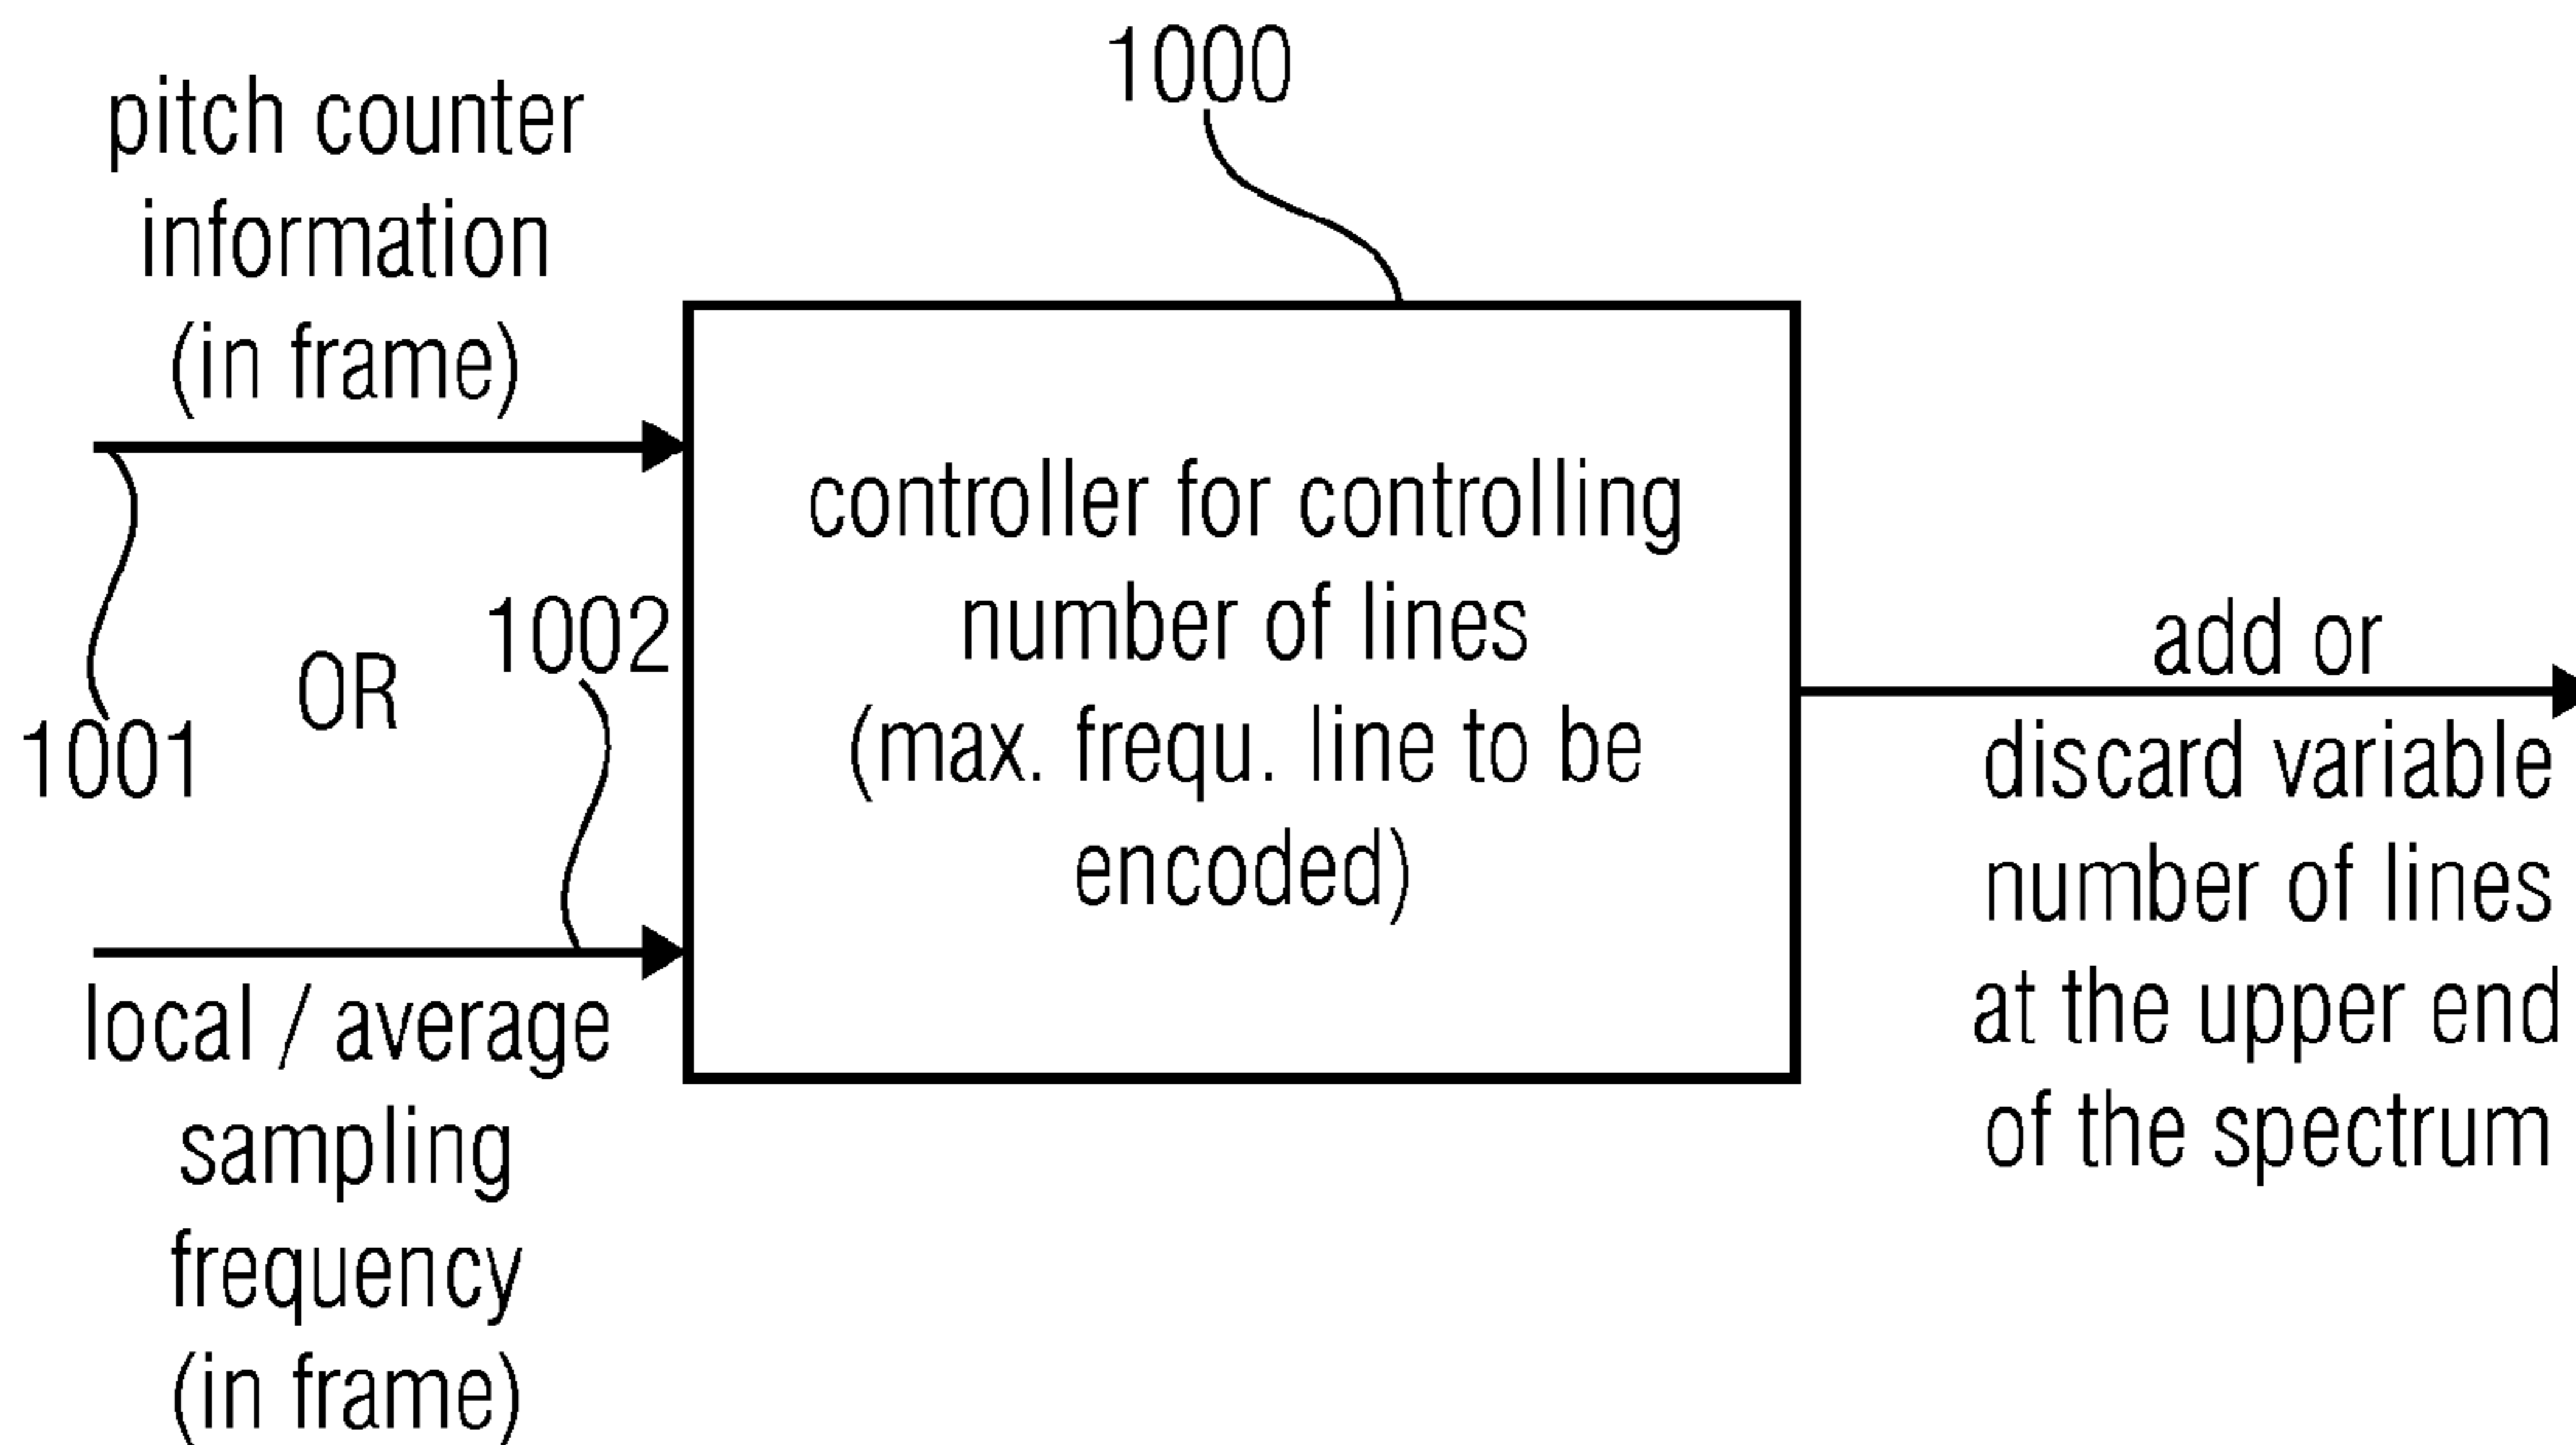 1000
pitch counter
information
(in frame)
1001
OR
1002
local / average
sampling
frequency
(in frame)
controller for controlling
number of lines
(max. frequ. line to be
encoded)
add or
discard variable
number of lines
at the upper end
of the spectrum